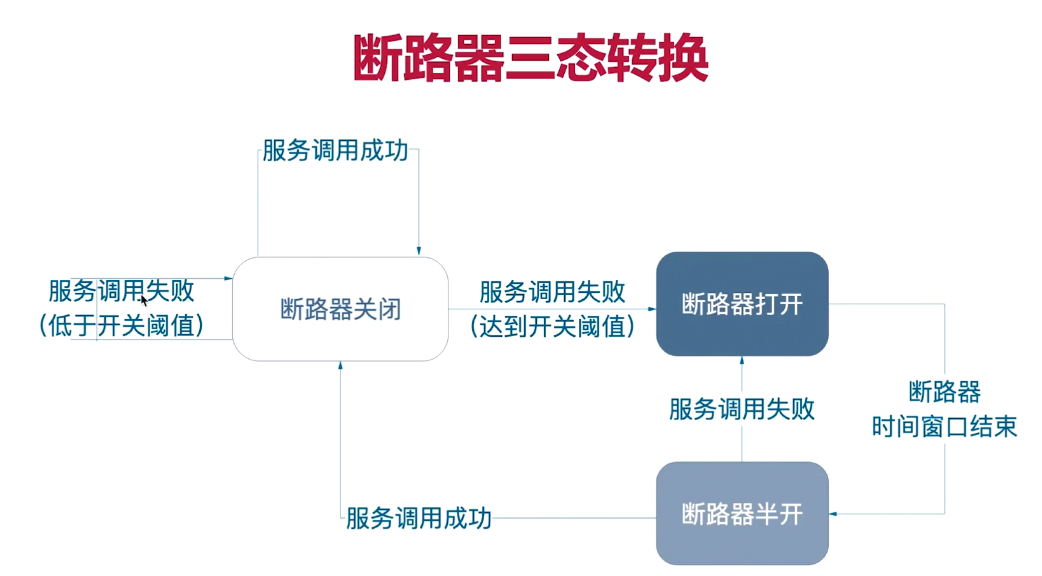 断路器三态转换
服务调用成功
服务调用失败
（低于开关阈值）
断路器关闭
服务调用失败
（达到开关阈值）
断路器打开
断路器
时间窗口结束
服务调用失败
服务调用成功
断路器半开